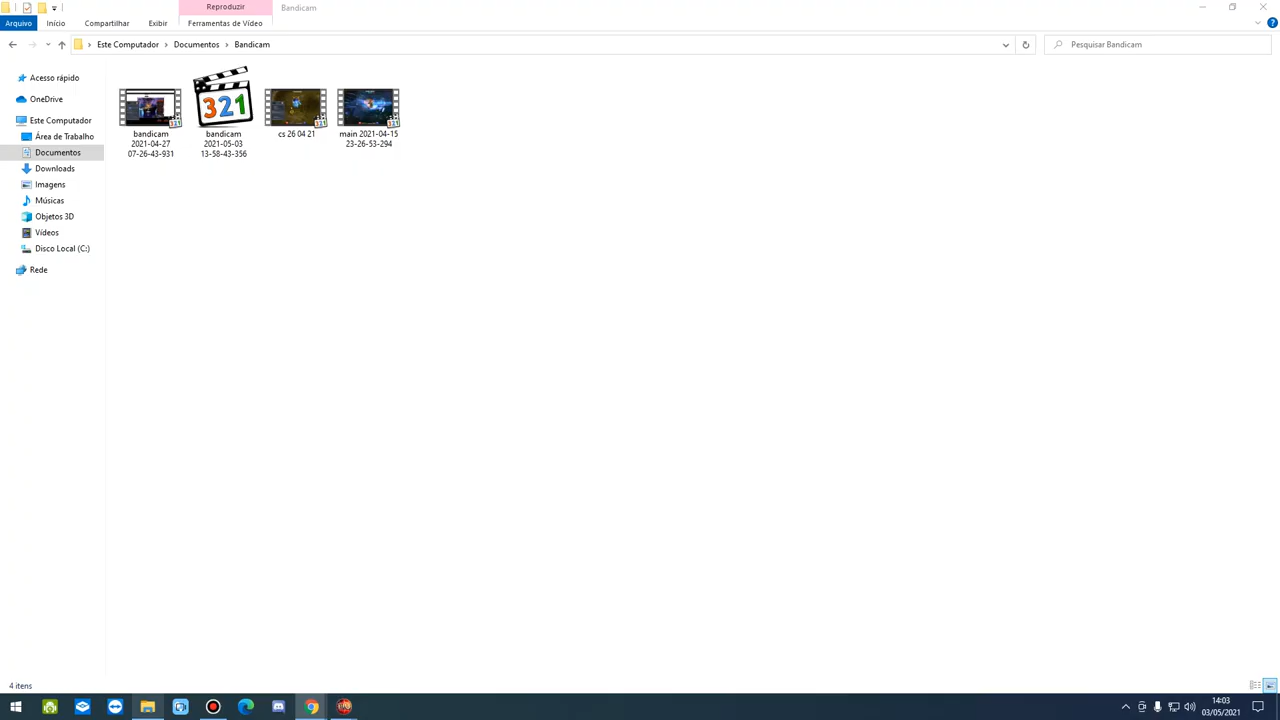 Reproduzir
Bandicam
Arquivo
Início
Compartilhar
Exibir
Ferramentas de Vídeo
Este Computador > Documentos > Bandicam
Pesquisar Bandicam
Acesso rápido
OneDrive
Este Computador
Área de Trabalho
Documentos
Downloads
Imagens
Músicas
Objetos 3D
Vídeos
Disco Local (C:)
Rede
321
bandicam
2021-04-27
07-26-43-931
bandicam
2021-05-03
13-58-43-356
cs 26 04 21
main 2021-04-15
23-26-53-294
4 itens
14:03
03/05/2021